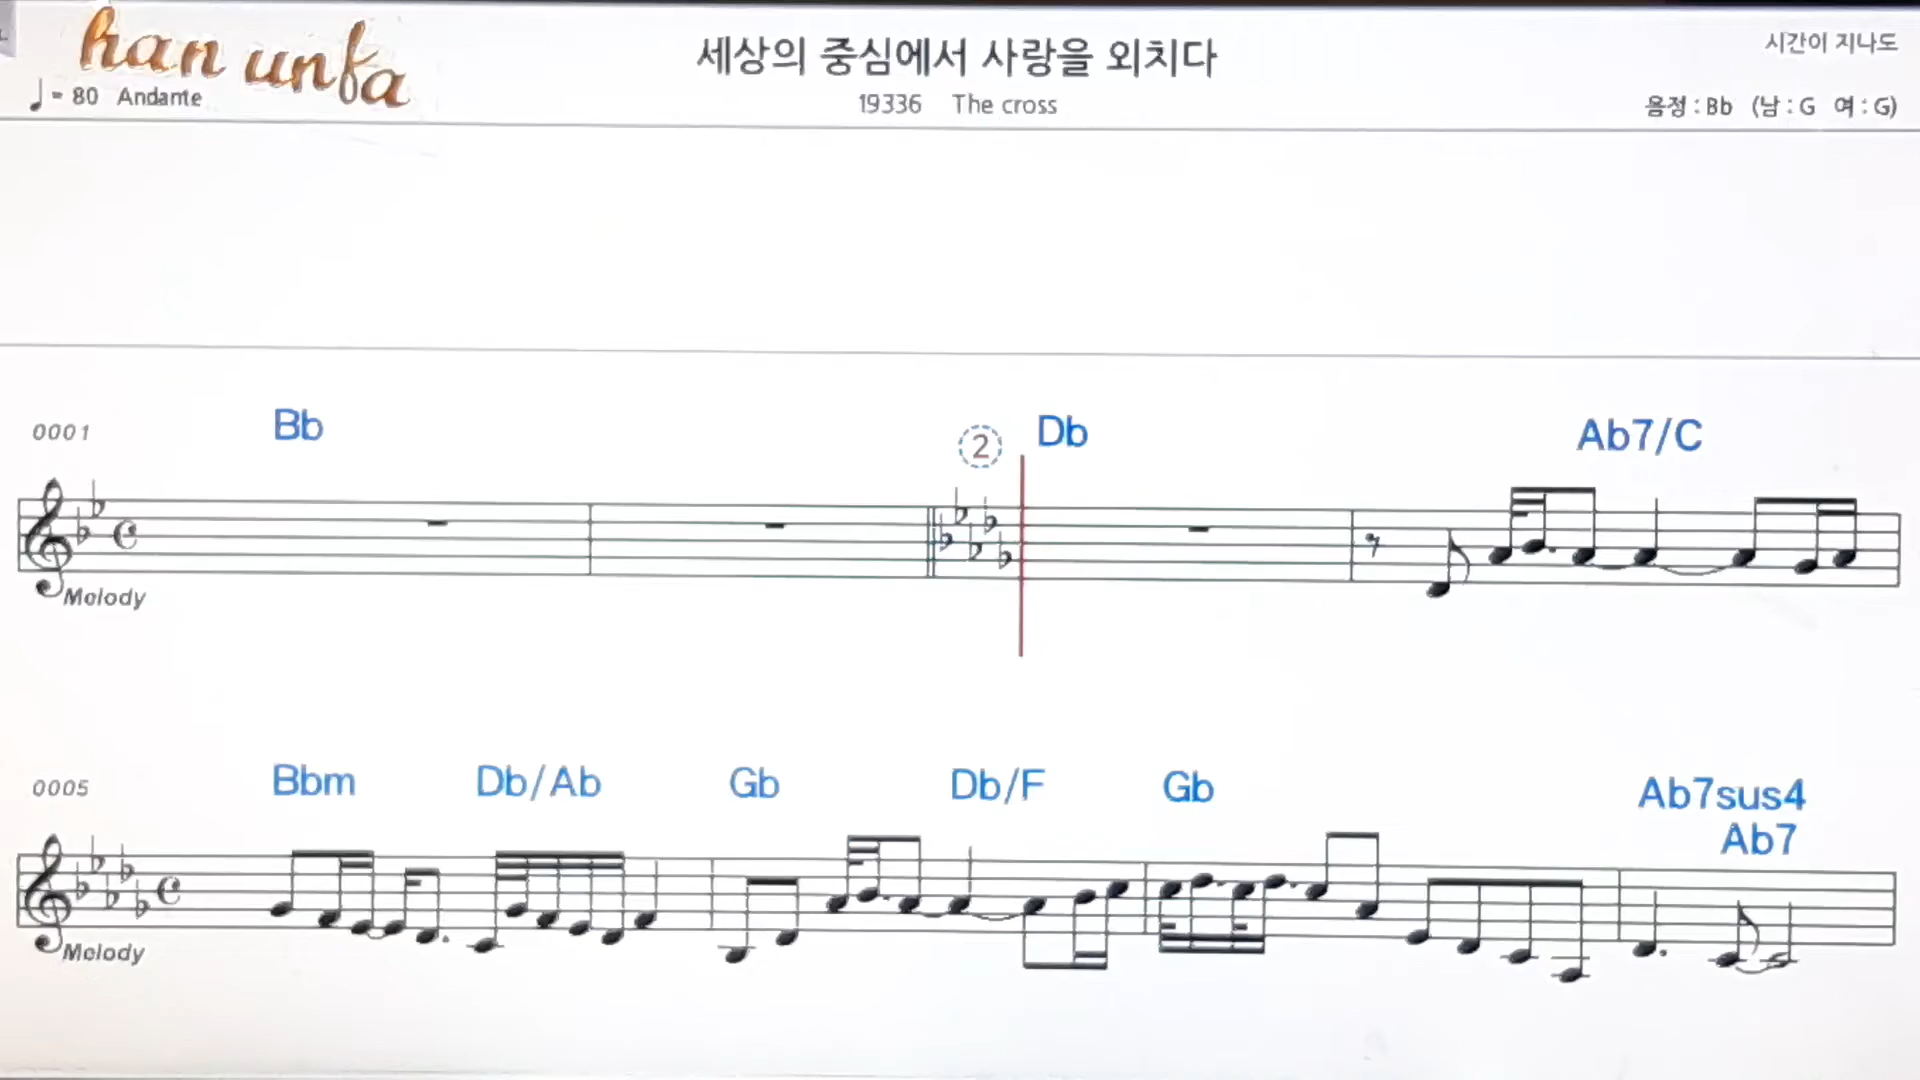 han unfa
세상의 중심에서 사랑을 외치다
시간이 지나도
♩= 80 Andante
19336 The cross
음정 : Bb (남 : G 여 : G)
0001 Bb 2 Db Ab7/C
Melody
0005 Bbm Db/Ab Gb Db/F Gb Ab7sus4
Ab7
Melody